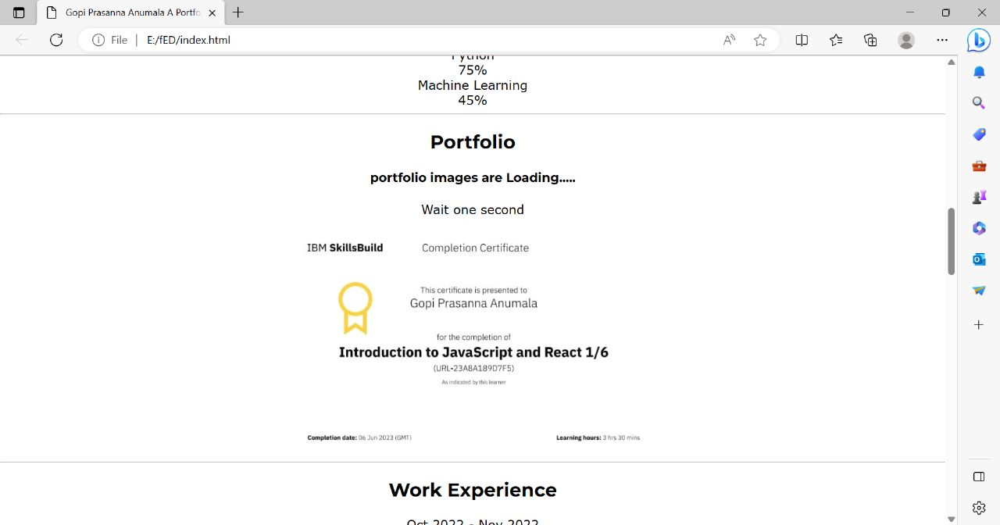 Gopi Prasanna Anumala A Portfo
File | E:/fED/index.html
Python
75%
Machine Learning
45%
Portfolio
portfolio images are Loading.....
Wait one second
IBM SkillsBuild Completion Certificate
This certificate is presented to
Gopi Prasanna Anumala
for the completion of
Introduction to JavaScript and React 1/6
(URL-23A8A189D7F5)
As indicated by this learner
Completion date: 06 Jun 2023 (GMT) Learning hours: 3 hrs 30 mins
Work Experience
Oct 2022 - Nov 2022